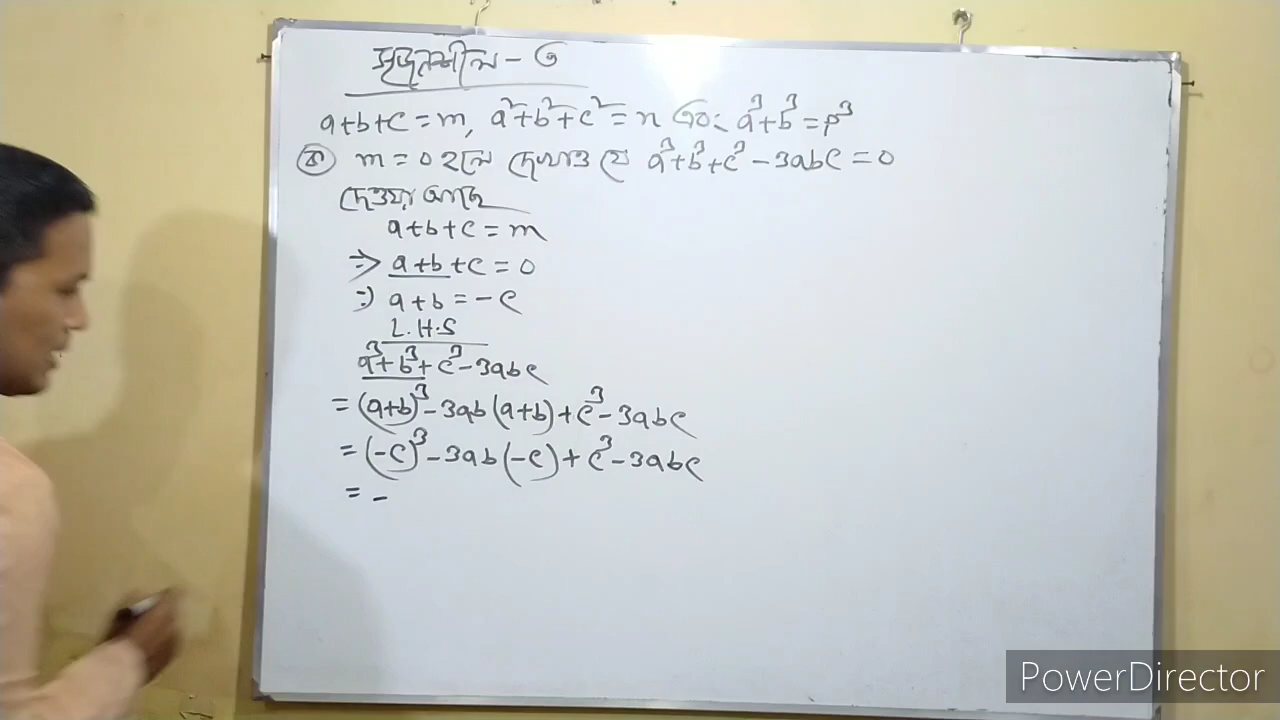 সৃজনশীল - ৩
a+b+c = m, a²+b²+c² = n এবং a³+b³ = p³
ক m = 0 হলে দেখাও যে a³+b³+c³ - 3abc = 0
দেওয়া আছে
a+b+c = m
⇒ a+b+c = 0
⇒ a+b = -c
L.H.S
a³+b³+c³-3abc
= (a+b)³-3ab(a+b)+c³-3abc
= (-c)³-3ab(-c)+c³-3abc
= -
PowerDirector